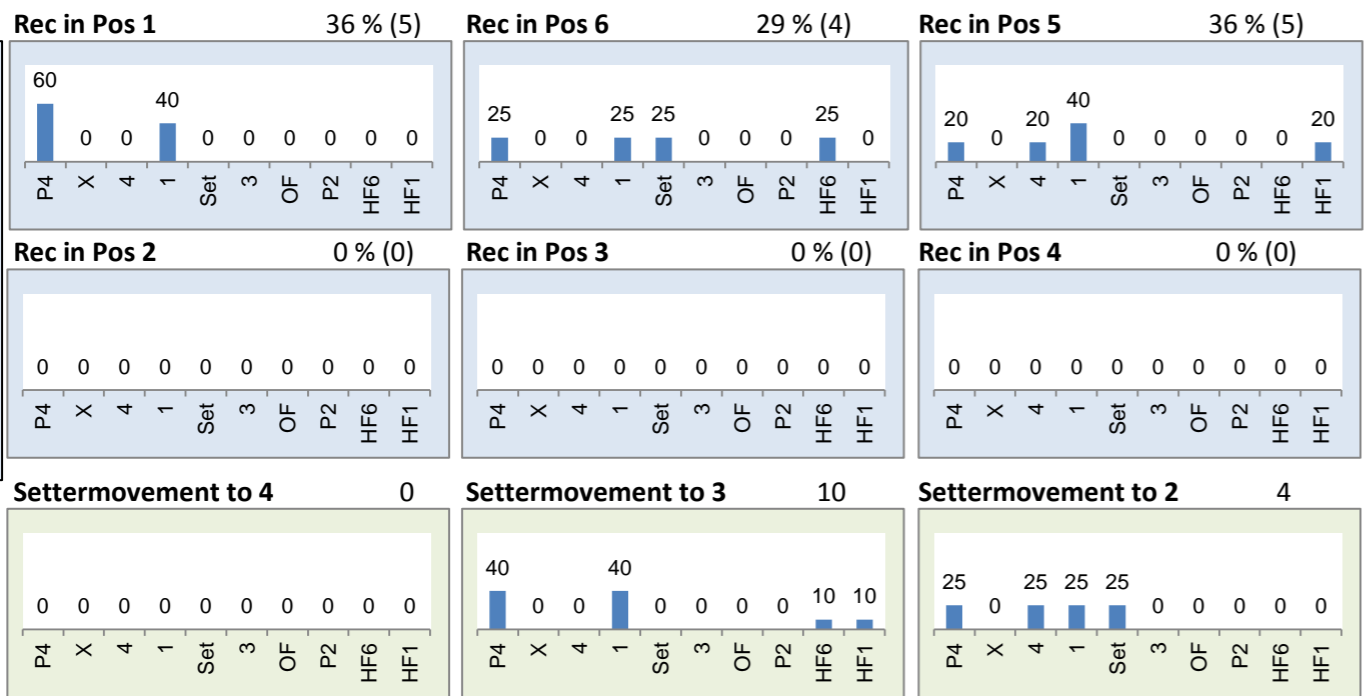 Rec in Pos 1 36 % (5) Rec in Pos 6 29 % (4) Rec in Pos 5 36 % (5)
60 0 0 40 0 0 0 0 0 0
P4 X 4 1 Set 3 OF P2 HF6 HF1
25 0 0 25 25 0 0 0 25 0
P4 X 4 1 Set 3 OF P2 HF6 HF1
20 0 20 40 0 0 0 0 0 20
P4 X 4 1 Set 3 OF P2 HF6 HF1
Rec in Pos 2 0 % (0) Rec in Pos 3 0 % (0) Rec in Pos 4 0 % (0)
0 0 0 0 0 0 0 0 0 0
P4 X 4 1 Set 3 OF P2 HF6 HF1
0 0 0 0 0 0 0 0 0 0
P4 X 4 1 Set 3 OF P2 HF6 HF1
0 0 0 0 0 0 0 0 0 0
P4 X 4 1 Set 3 OF P2 HF6 HF1
Settermovement to 4 0 Settermovement to 3 10 Settermovement to 2 4
0 0 0 0 0 0 0 0 0 0
P4 X 4 1 Set 3 OF P2 HF6 HF1
40 0 0 40 0 0 0 0 10 10
P4 X 4 1 Set 3 OF P2 HF6 HF1
25 0 25 25 25 0 0 0 0 0
P4 X 4 1 Set 3 OF P2 HF6 HF1